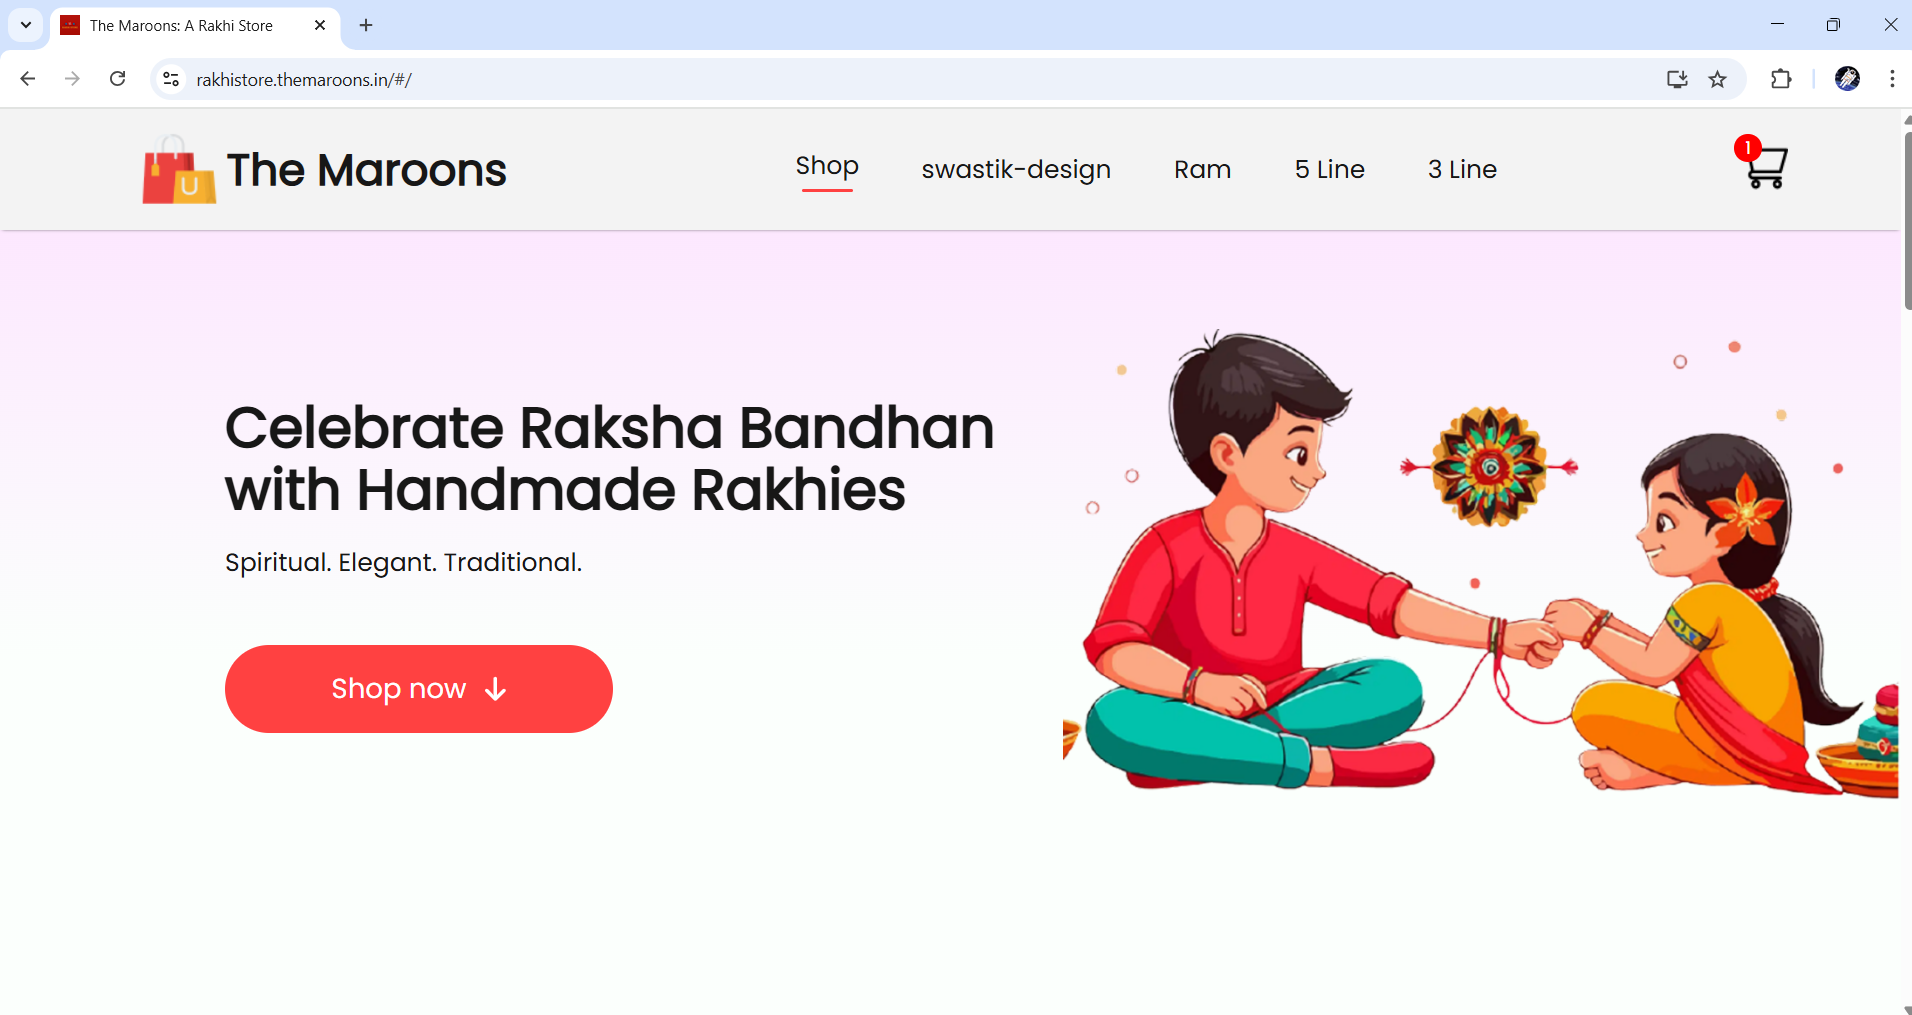 The Maroons: A Rakhi Store
rakhistore.themaroons.in/#/
U
The Maroons
Shop
swastik-design
Ram
5 Line
3 Line
1
Celebrate Raksha Bandhan
with Handmade Rakhies
Spiritual. Elegant. Traditional.
Shop now ↓